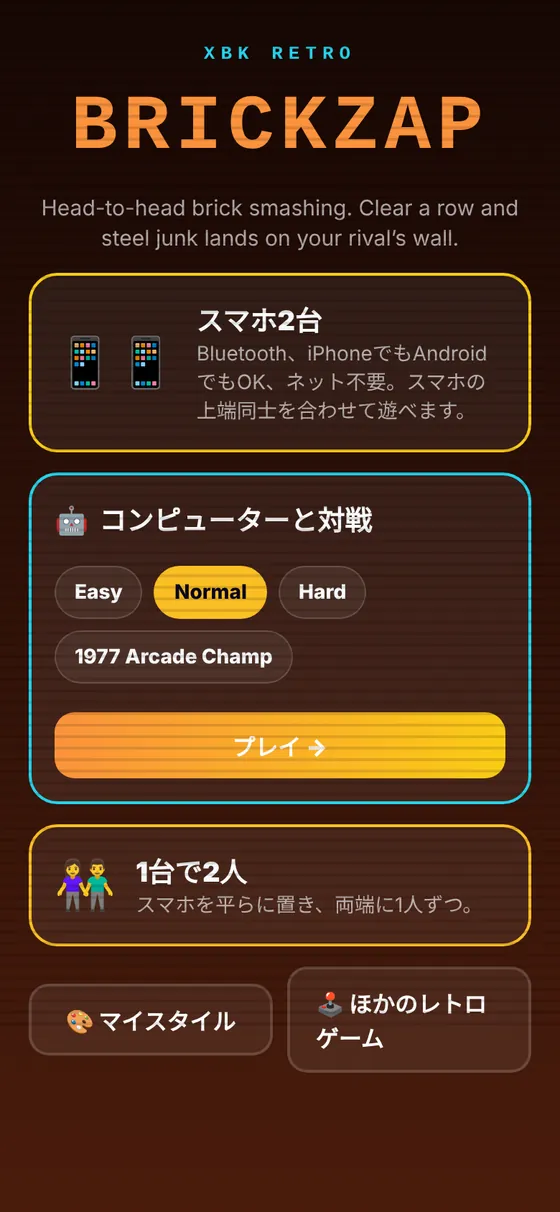 XBK RETRO
BRICKZAP
Head-to-head brick smashing. Clear a row and
steel junk lands on your rival's wall.
スマホ2台
Bluetooth、iPhoneでもAndroid
でもOK、ネット不要。スマホの
上端同士を合わせて遊べます。
コンピューターと対戦
Easy
Normal
Hard
1977 Arcade Champ
プレイ →
1台で2人
スマホを平らに置き、両端に1人ずつ。
マイスタイル
ほかのレトロ
ゲーム